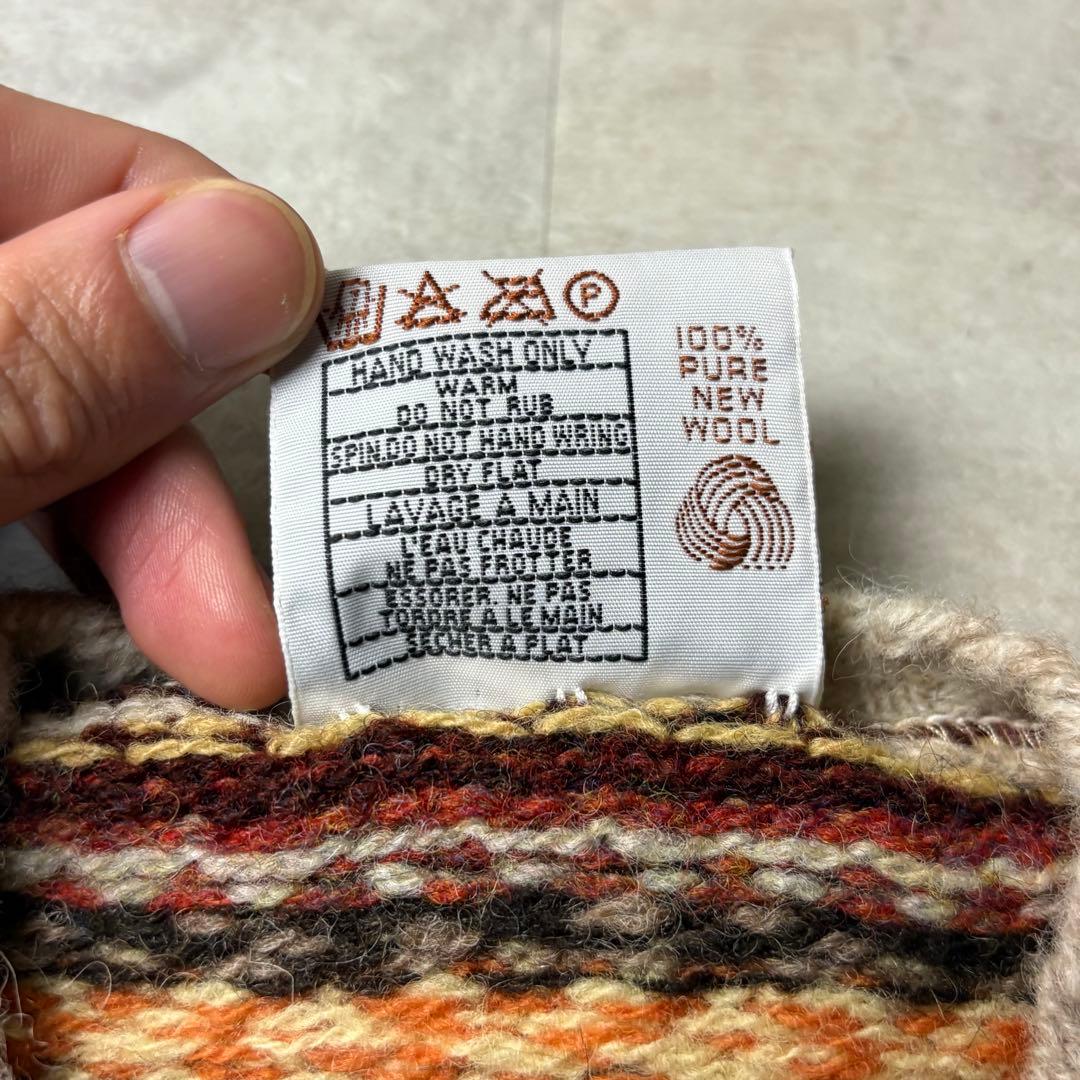 P
HAND WASH ONLY
WARM
DO NOT RUB
SPIN.DO NOT HAND WRING
DRY FLAT
LAVAGE A MAIN
L'EAU CHAUDE
NE PAS FROTTER
ESSORER. NE PAS
TORDRE A LE MAIN
SECHER A PLAT
100%
PURE
NEW
WOOL